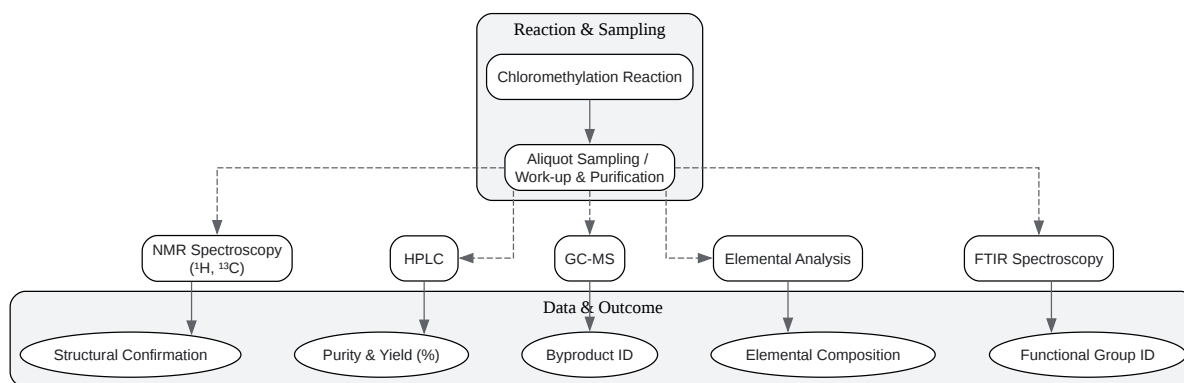 Reaction & Sampling
Chloromethylation Reaction
Aliquot Sampling /
Work-up & Purification
NMR Spectroscopy
(¹H, ¹³C)
HPLC
GC-MS
Elemental Analysis
FTIR Spectroscopy
Data & Outcome
Structural Confirmation
Purity & Yield (%)
Byproduct ID
Elemental Composition
Functional Group ID